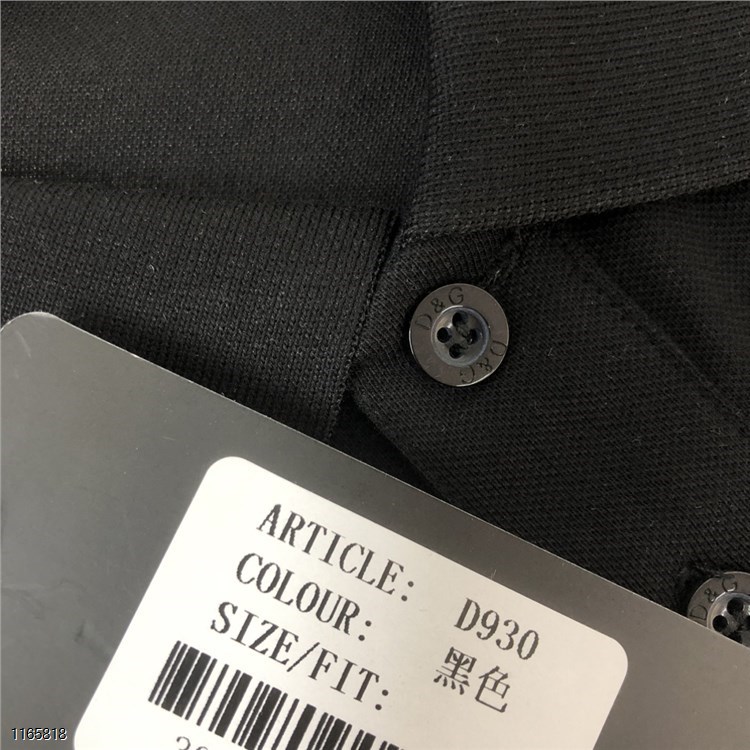 D&G
D&G
D&G
ARTICLE: D930
COLOUR: 黑色
SIZE/FIT:
1165818